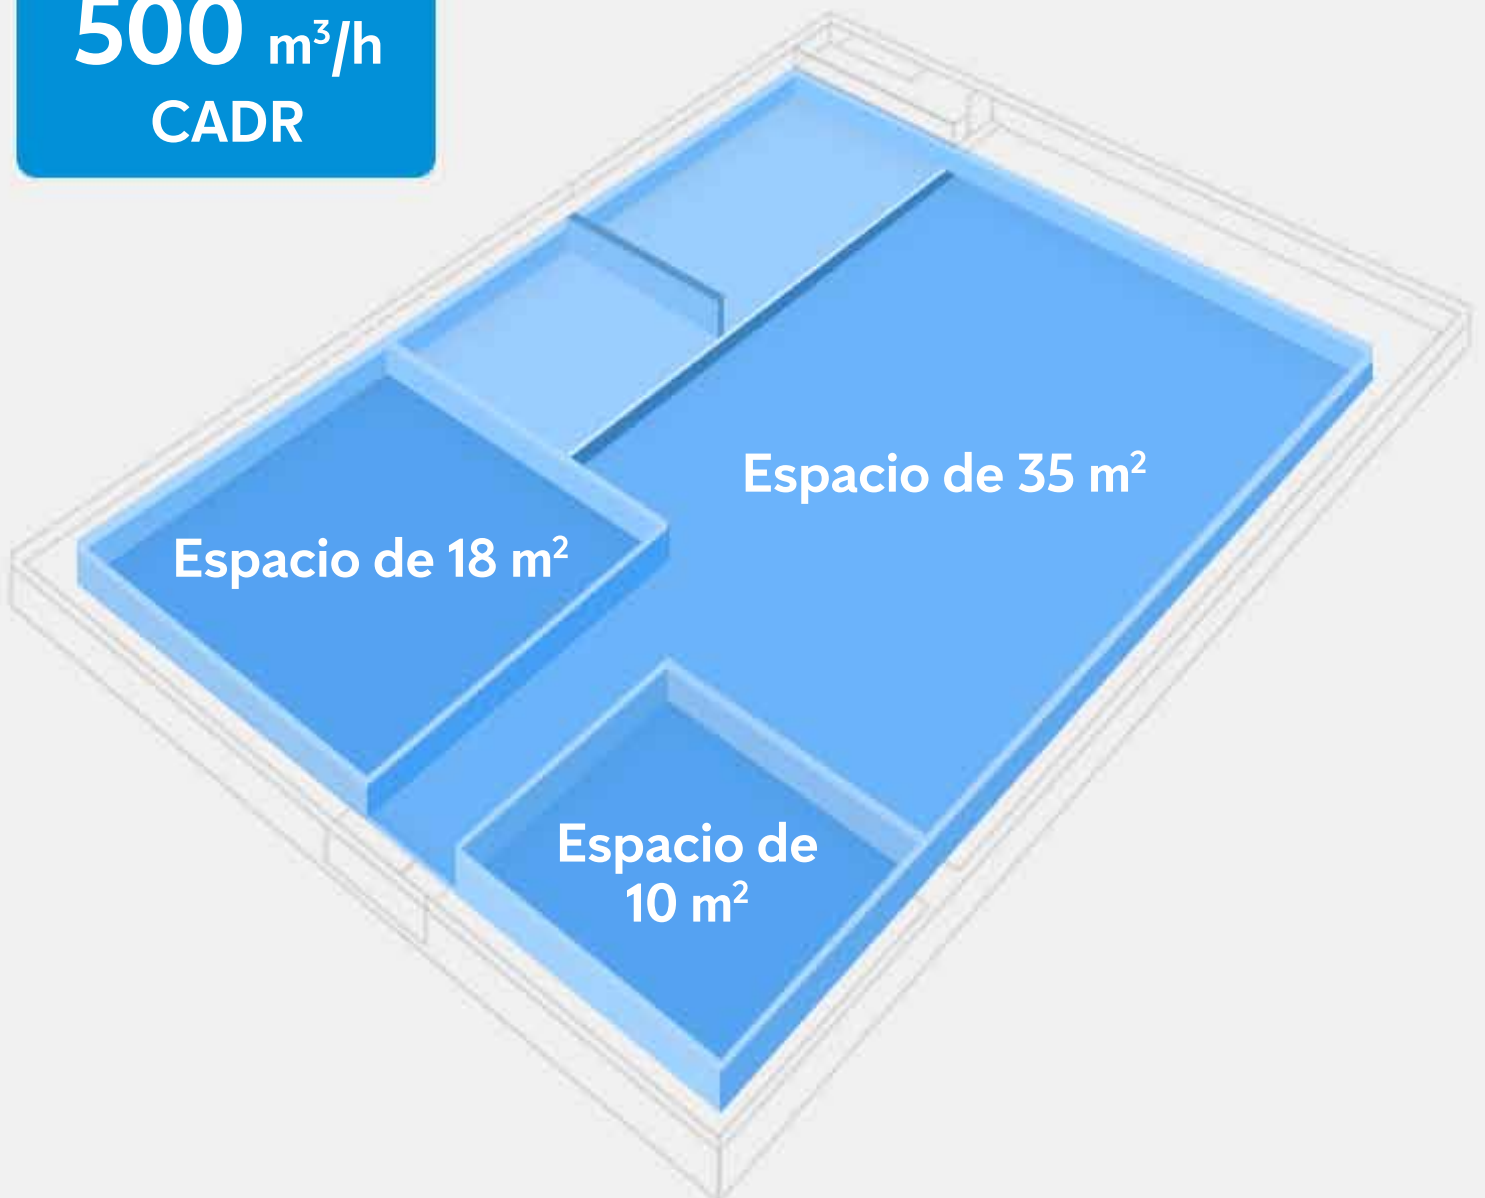 500 m³/h
CADR
Espacio de 35 m²
Espacio de 18 m²
Espacio de
10 m²